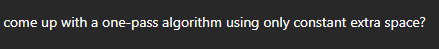 come up with a one-pass algorithm using only constant extra space?